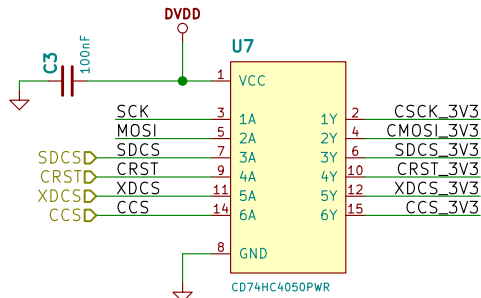 DVDD
C3
100nF
U7
1 VCC
SCK 3 1A 1Y 2 CSCK_3V3
MOSI 5 2A 2Y 4 CMOSI_3V3
SDCS SDCS 7 3A 3Y 6 SDCS_3V3
CRST CRST 9 4A 4Y 10 CRST_3V3
XDCS XDCS 11 5A 5Y 12 XDCS_3V3
CCS CCS 14 6A 6Y 15 CCS_3V3
8 GND
CD74HC4050PWR